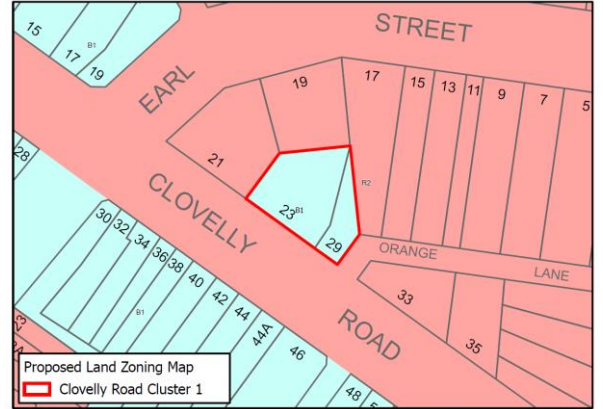 STREET
15
17
B1
19
EARL
19
17
15
13
11
9
7
5
21
R2
28
CLOVELLY
23
B1
29
30
32
34
36
38
40
42
44
44A
46
48
B1
ORANGE
LANE
33
35
ROAD
23
Proposed Land Zoning Map
Clovelly Road Cluster 1